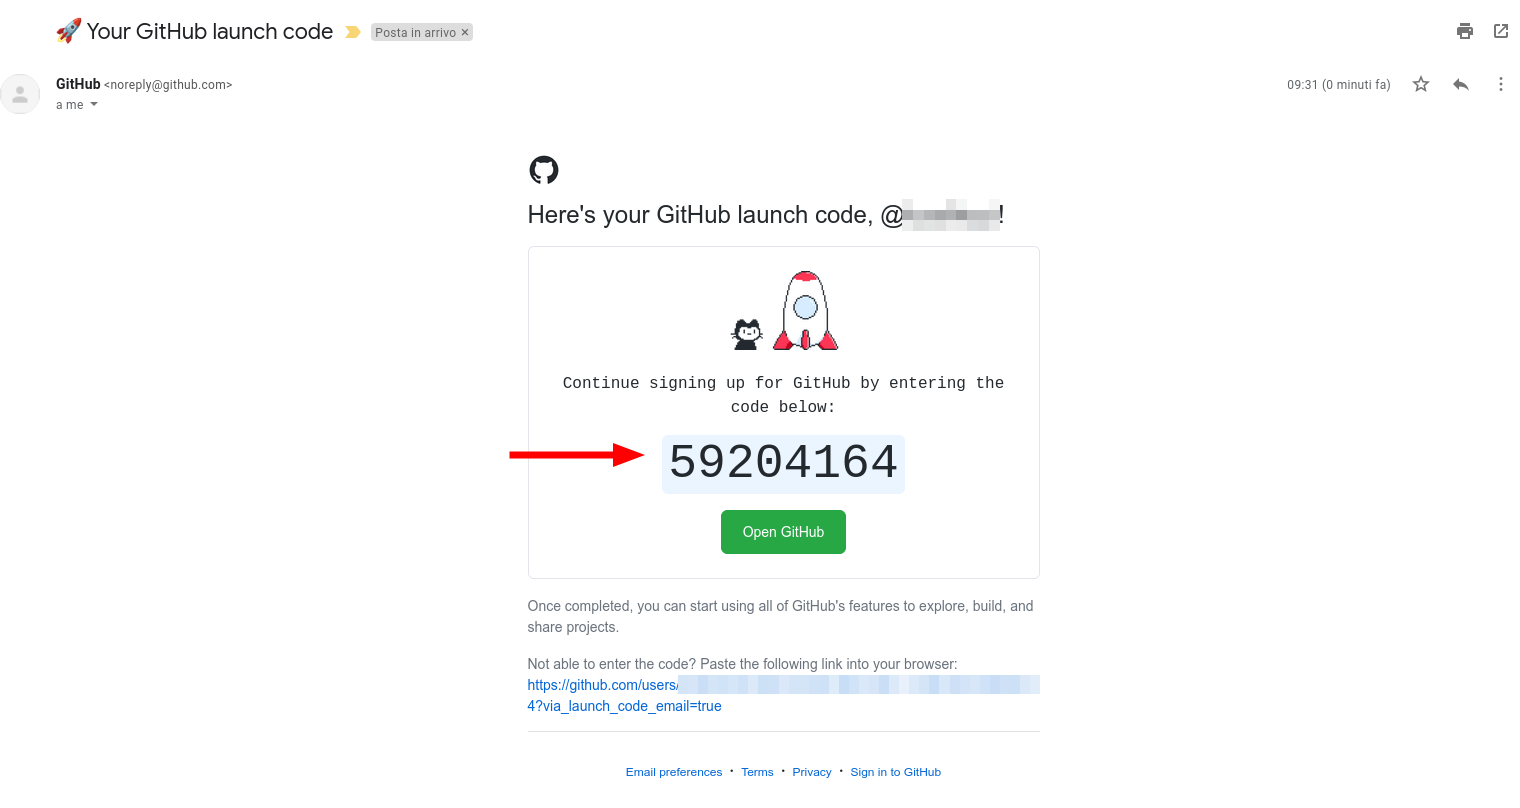 🚀 Your GitHub launch code Posta in arrivo ×
GitHub <noreply@github.com> 09:31 (0 minuti fa)
a me
Here's your GitHub launch code, @!
Continue signing up for GitHub by entering the
code below:
59204164
Open GitHub
Once completed, you can start using all of GitHub's features to explore, build, and
share projects.
Not able to enter the code? Paste the following link into your browser:
https://github.com/users/
4?via_launch_code_email=true
Email preferences · Terms · Privacy · Sign in to GitHub